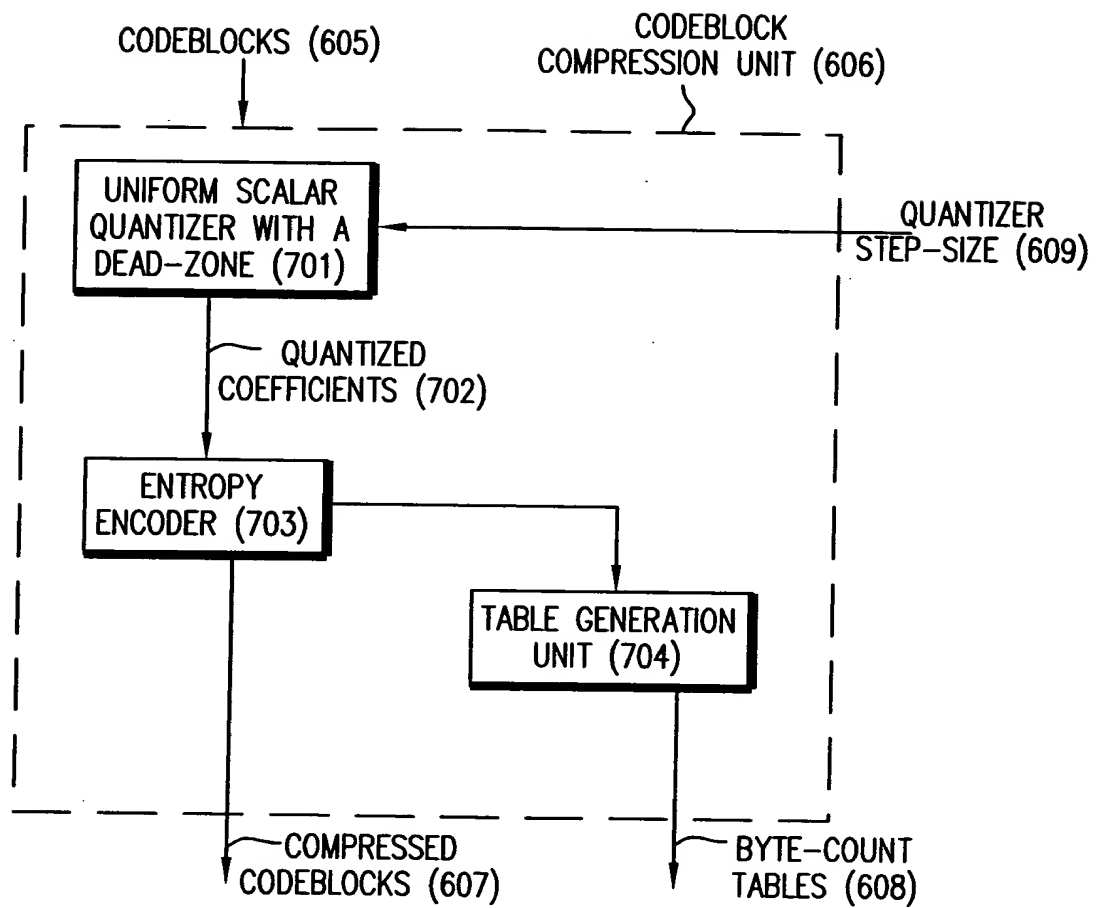 CODEBLOCKS (605)
CODEBLOCK
COMPRESSION UNIT (606)
UNIFORM SCALAR
QUANTIZER WITH A
DEAD-ZONE (701)
QUANTIZER
STEP-SIZE (609)
QUANTIZED
COEFFICIENTS (702)
ENTROPY
ENCODER (703)
TABLE GENERATION
UNIT (704)
COMPRESSED
CODEBLOCKS (607)
BYTE-COUNT
TABLES (608)